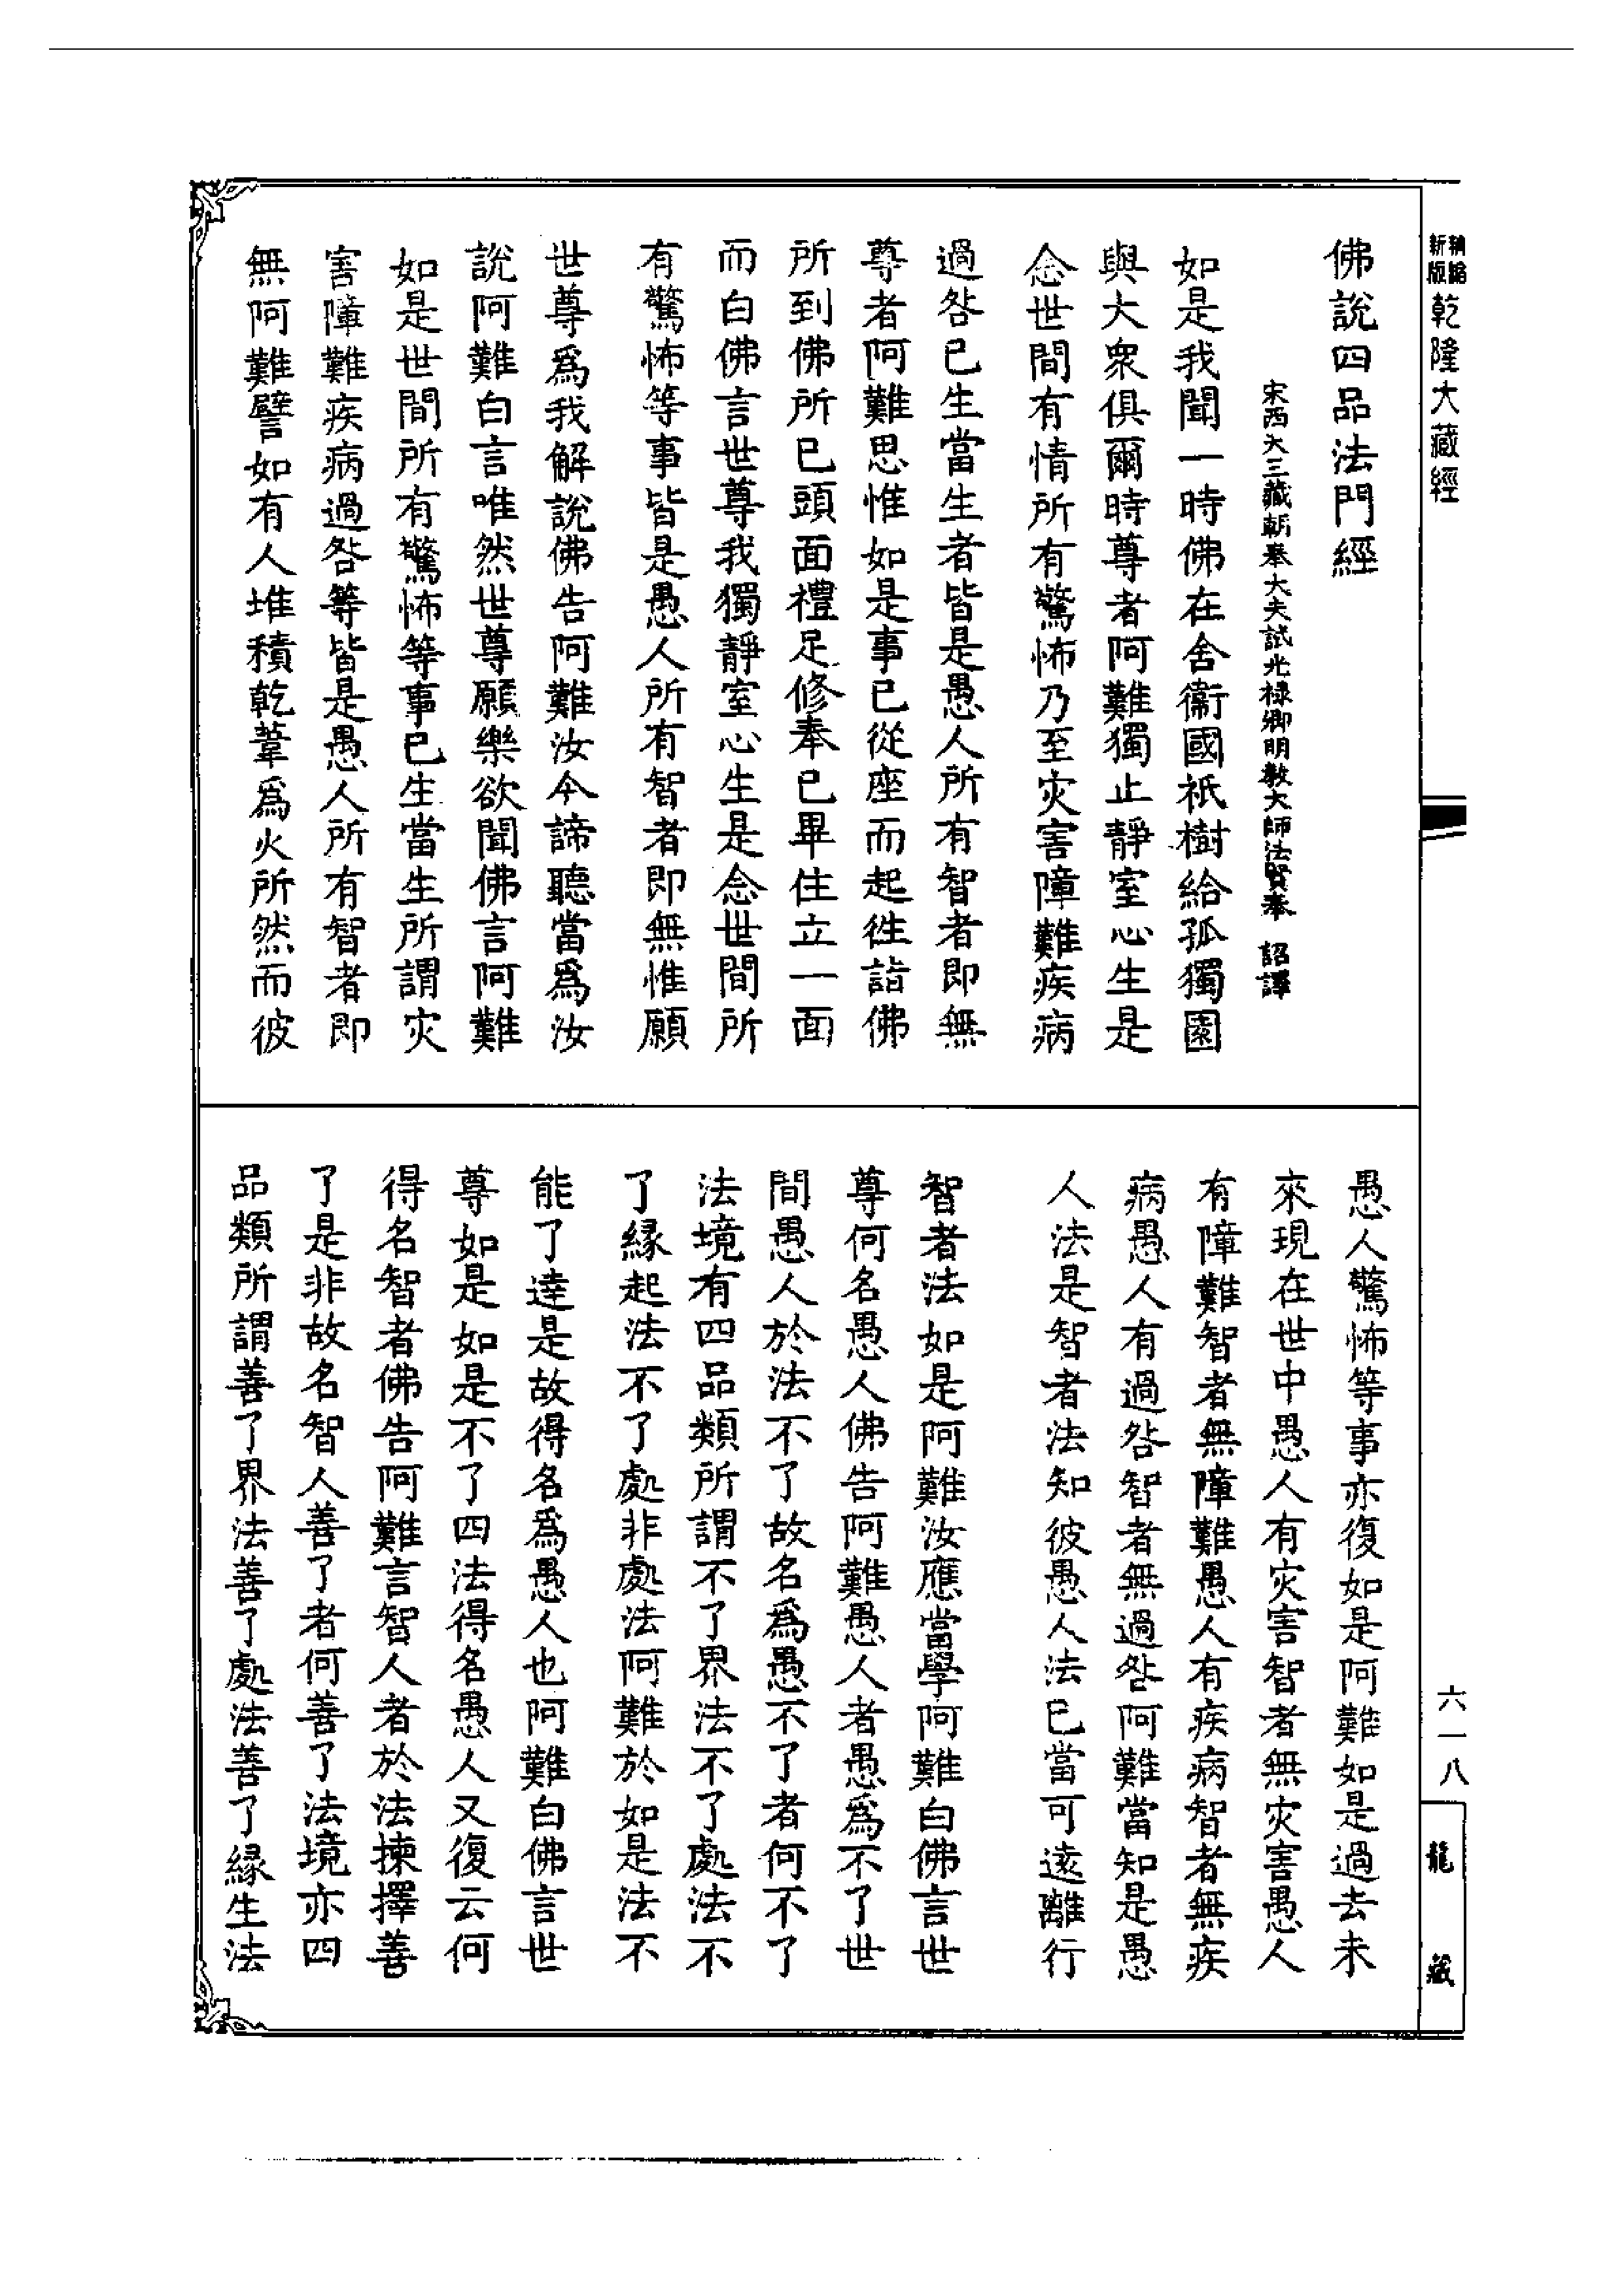 新版
精縮
乾隆大藏經
佛說四品法門經
宋西天三藏朝奉大夫試光祿卿明教大師法賢奉　詔譯
如是我聞一時佛在舍衞國祇樹給孤獨園
與大衆俱爾時尊者阿難獨止靜室心生是
念世間有情所有驚怖乃至灾害障難疾病
過咎已生當生者皆是愚人所有智者即無
尊者阿難思惟如是事已從座而起徃詣佛
所到佛所已頭面禮足修奉已畢住立一面
而白佛言世尊我獨靜室心生是念世間所
有驚怖等事皆是愚人所有智者即無惟願
世尊爲我解說佛告阿難汝今諦聽當爲汝
說阿難白言唯然世尊願樂欲聞佛言阿難
如是世間所有驚怖等事已生當生所謂灾
害障難疾病過咎等皆是愚人所有智者即
無阿難譬如有人堆積乾葦爲火所然而彼
愚人驚怖等事亦復如是阿難如是過去未
來現在世中愚人有灾害智者無灾害愚人
有障難智者無障難愚人有疾病智者無疾
病愚人有過咎智者無過咎阿難當知是愚
人法是智者法知彼愚人法已當可遠離行
智者法如是阿難汝應當學阿難白佛言世
尊何名愚人佛告阿難愚人者愚爲不了世
間愚人於法不了故名爲愚不了者何不了
法境有四品類所謂不了界法不了處法不
了緣起法不了處非處法阿難於如是法不
能了達是故得名爲愚人也阿難白佛言世
尊如是如是不了四法得名愚人又復云何
得名智者佛告阿難言智人者於法揀擇善
了是非故名智人善了者何善了法境亦四
品類所謂善了界法善了處法善了緣生法
六一八
龍藏